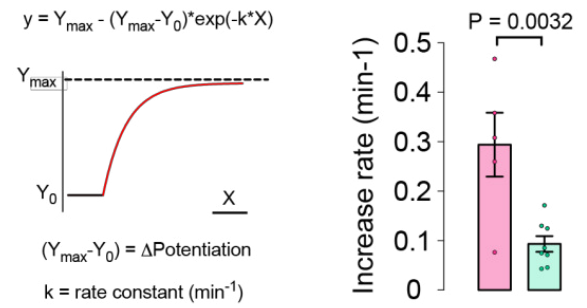 y = Ymax - (Ymax-Y0)*exp(-k*X)
Ymax
Y0
X
(Ymax-Y0) = ΔPotentiation
k = rate constant (min-1)
P = 0.0032
Increase rate (min-1)
0.5
0.4
0.3
0.2
0.1
0